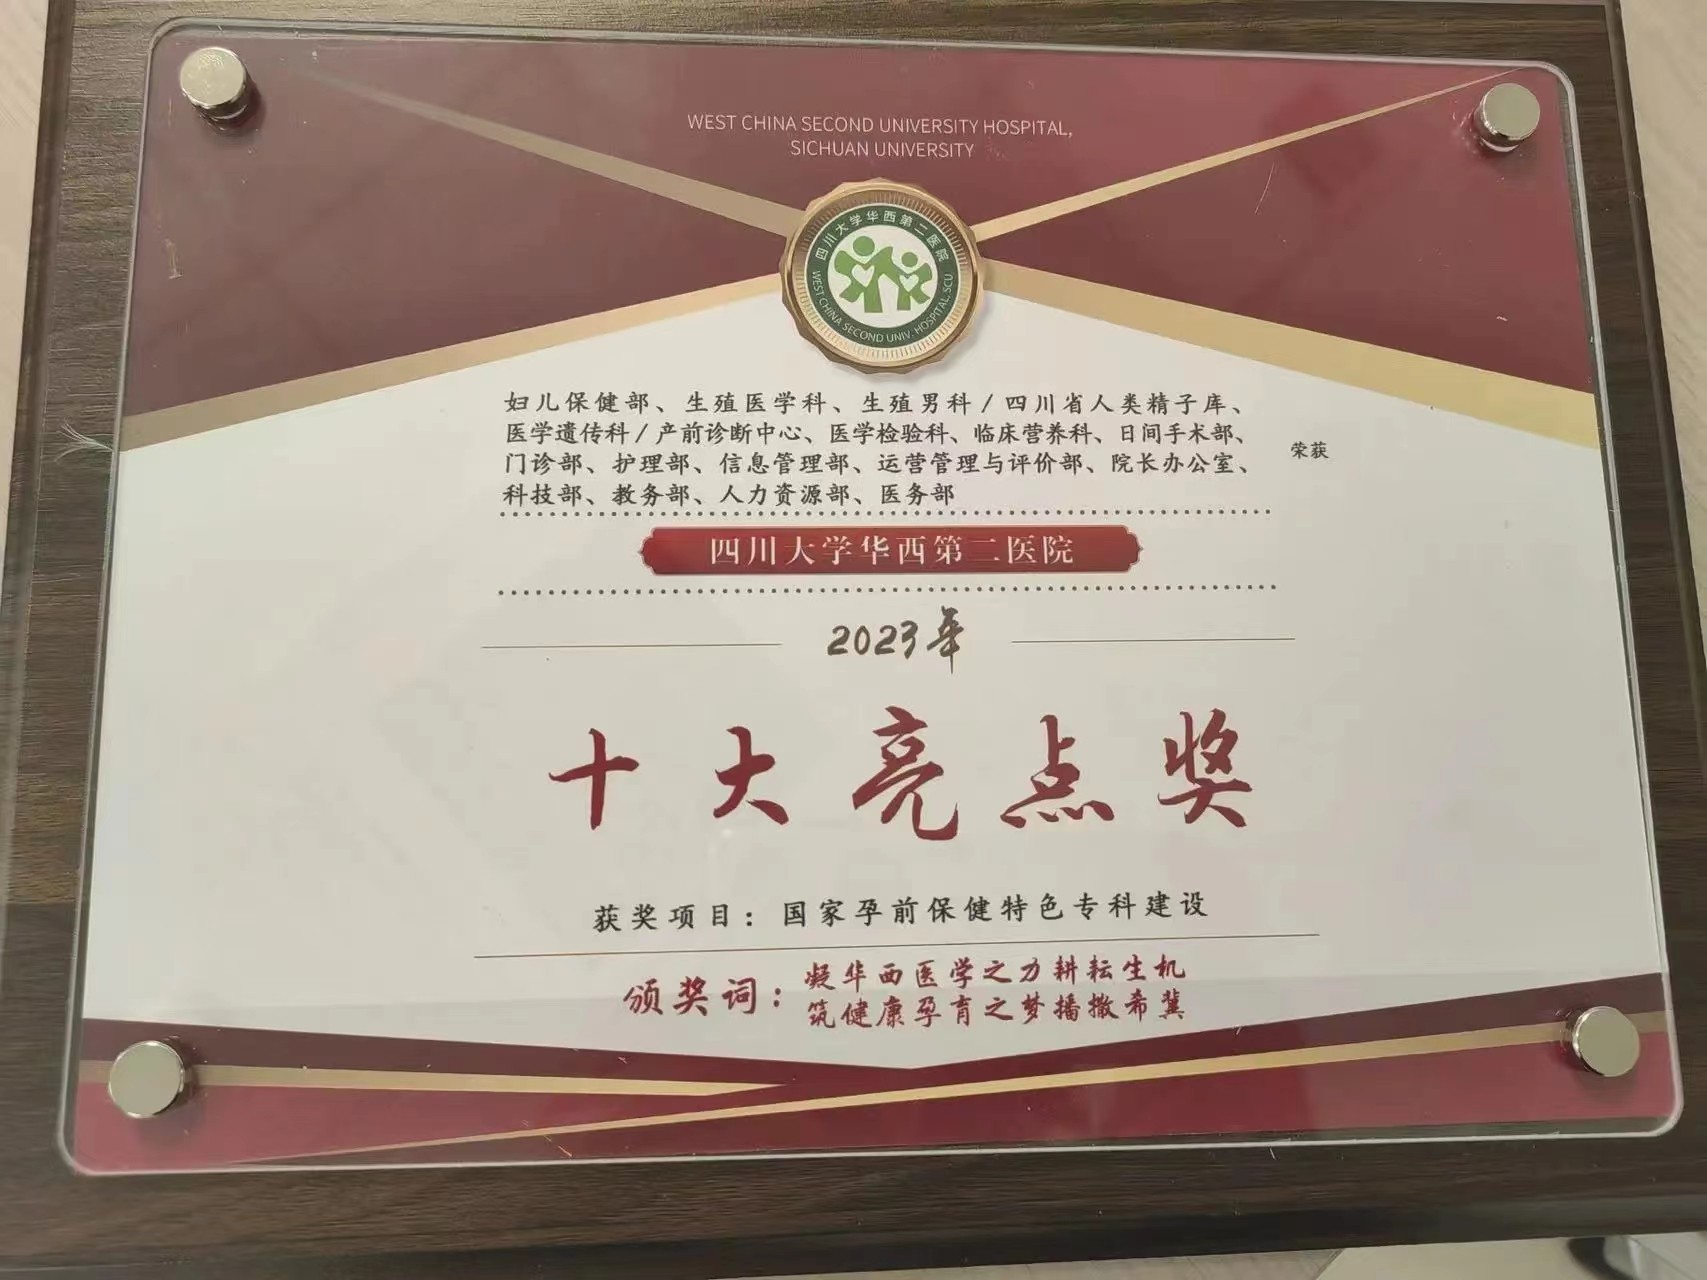 WEST CHINA SECOND UNIVERSITY HOSPITAL,
SICHUAN UNIVERSITY
四川大学华西第二医院
WEST CHINA SECOND UNIV. HOSPITAL, SCU
妇儿保健部、生殖医学科、生殖男科/四川省人类精子库、
医学遗传科/产前诊断中心、医学检验科、临床营养科、日间手术部、
门诊部、护理部、信息管理部、运营管理与评价部、院长办公室、
科技部、教务部、人力资源部、医务部
荣获
四川大学华西第二医院
2023年
十大亮点奖
获奖项目：国家孕前保健特色专科建设
颁奖词：凝华西医学之力耕耘生机
筑健康孕育之梦播撒希冀